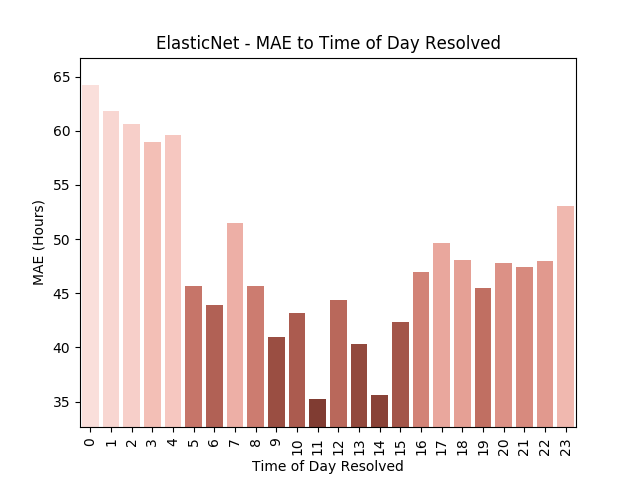 ElasticNet - MAE to Time of Day Resolved
MAE (Hours)
65
60
55
50
45
40
35
0 1 2 3 4 5 6 7 8 9 10 11 12 13 14 15 16 17 18 19 20 21 22 23
Time of Day Resolved